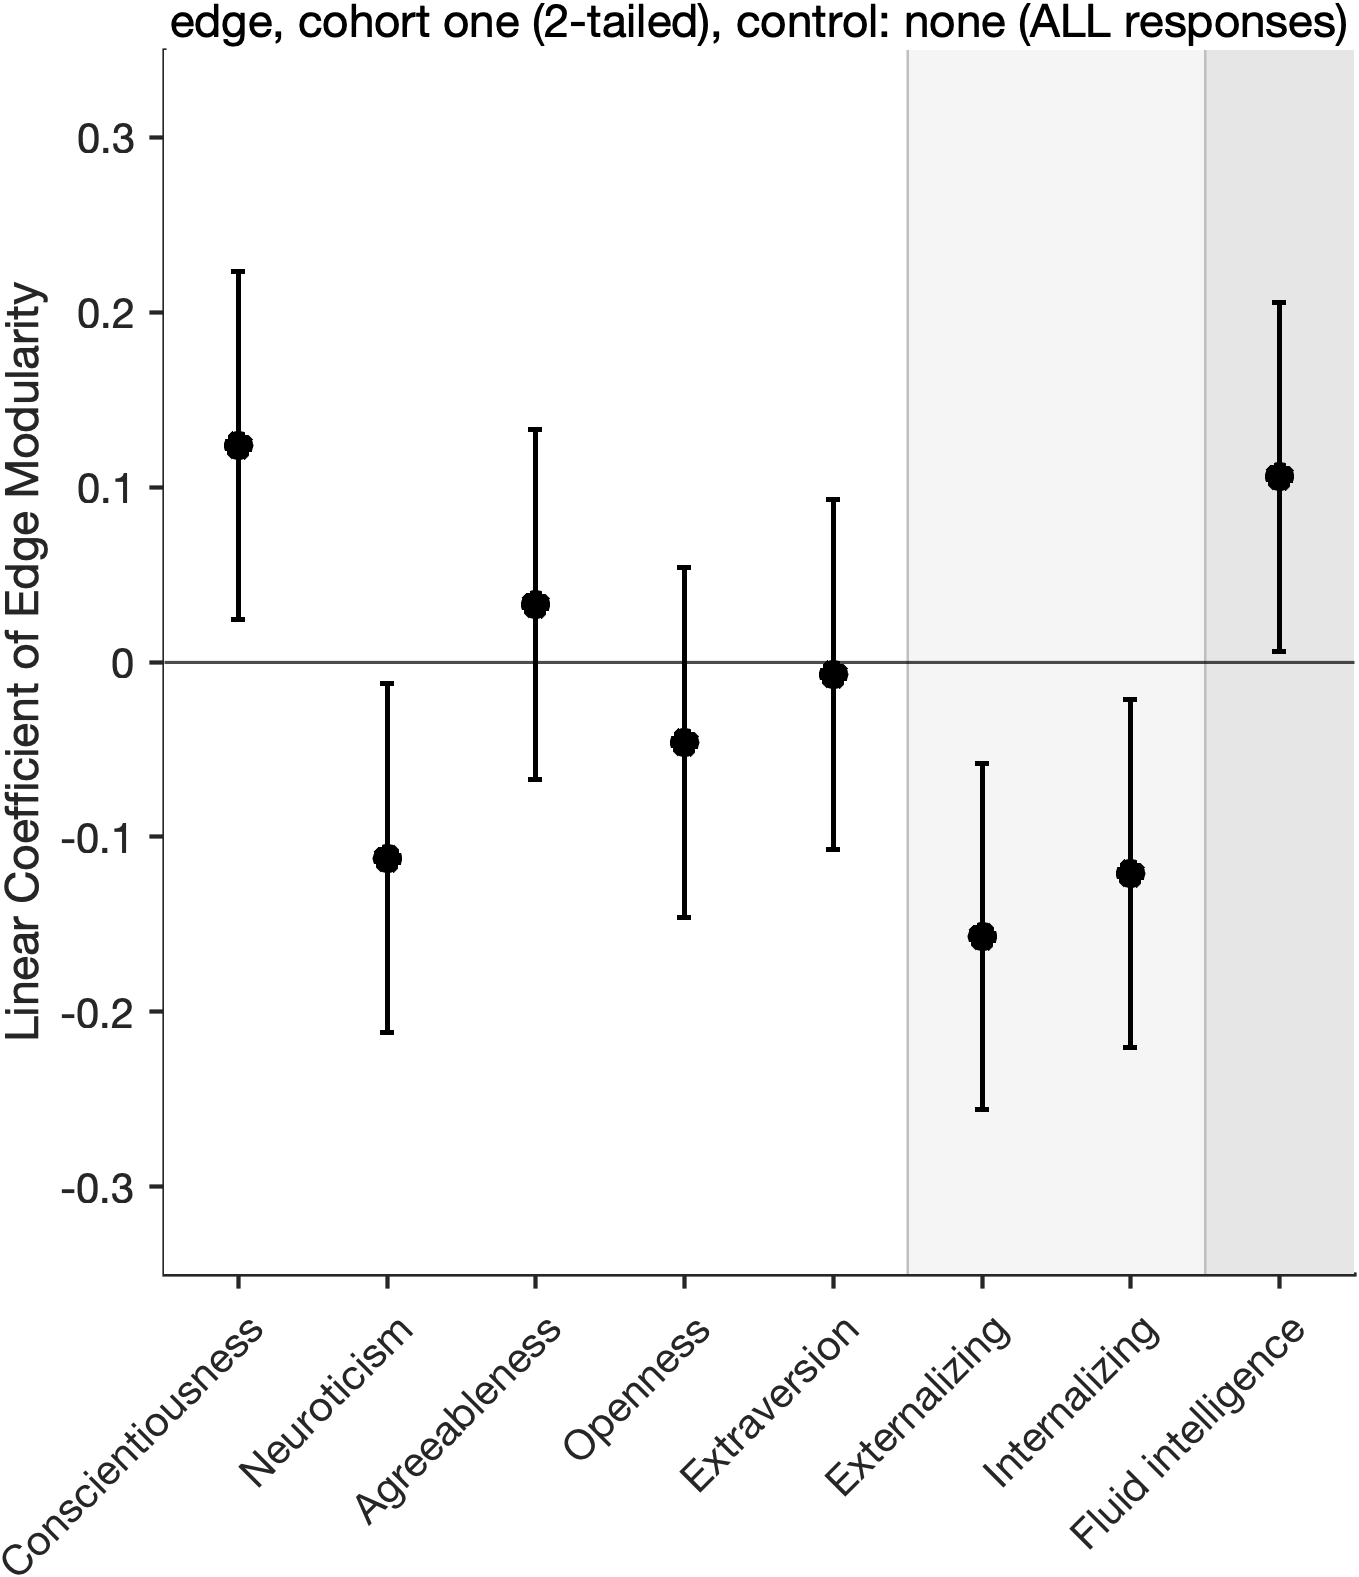 edge, cohort one (2-tailed), control: none (ALL responses)
Linear Coefficient of Edge Modularity
0.3
0.2
0.1
0
-0.1
-0.2
-0.3
Conscientiousness
Neuroticism
Agreeableness
Openness
Extraversion
Externalizing
Internalizing
Fluid intelligence